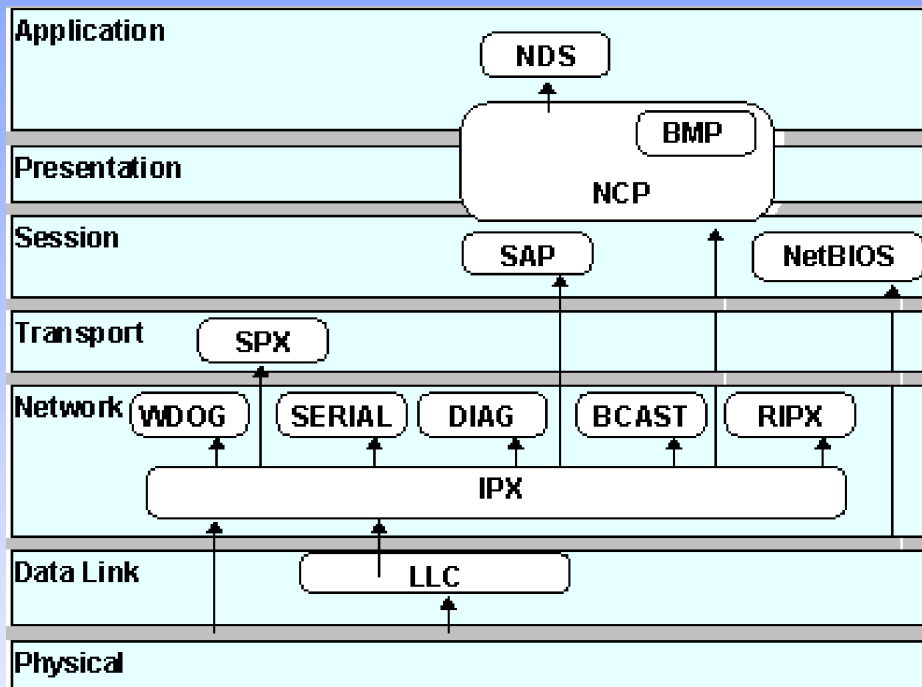 Application
NDS
BMP
Presentation
NCP
Session
SAP
NetBIOS
Transport
SPX
Network
WDOG
SERIAL
DIAG
BCAST
RIPX
IPX
Data Link
LLC
Physical